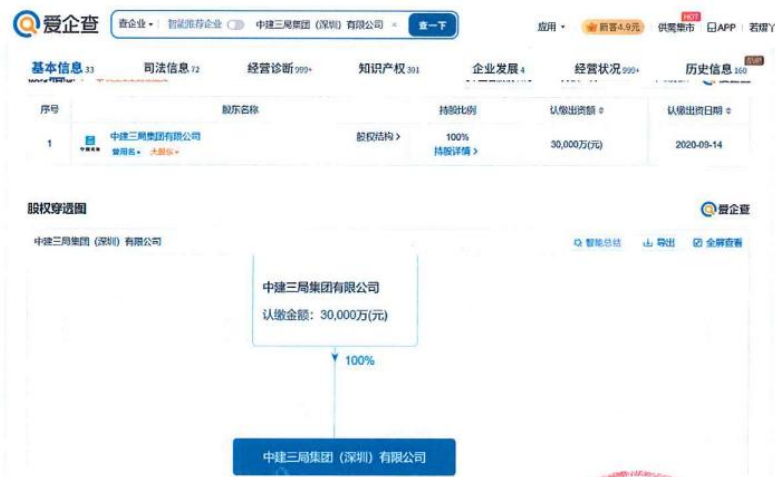 爱企查
查企业 智能推荐企业 中建三局集团（深圳）有限公司 × 查一下
应用 新客4.9元 供需集市 HOT APP 若熠丫
基本信息 33 司法信息 72 经营诊断 999+ 知识产权 301 企业发展 4 经营状况 999+ 历史信息 160
序号 股东名称 持股比例 认缴出资额 认缴出资日期
1 中建三局集团有限公司 股权结构 > 100% 30,000万(元) 2020-09-14
曾用名 大股东 持股详情 >
股权穿透图 爱企查
中建三局集团（深圳）有限公司 智能总结 导出 全屏查看
中建三局集团有限公司
认缴金额：30,000万(元)
100%
中建三局集团（深圳）有限公司